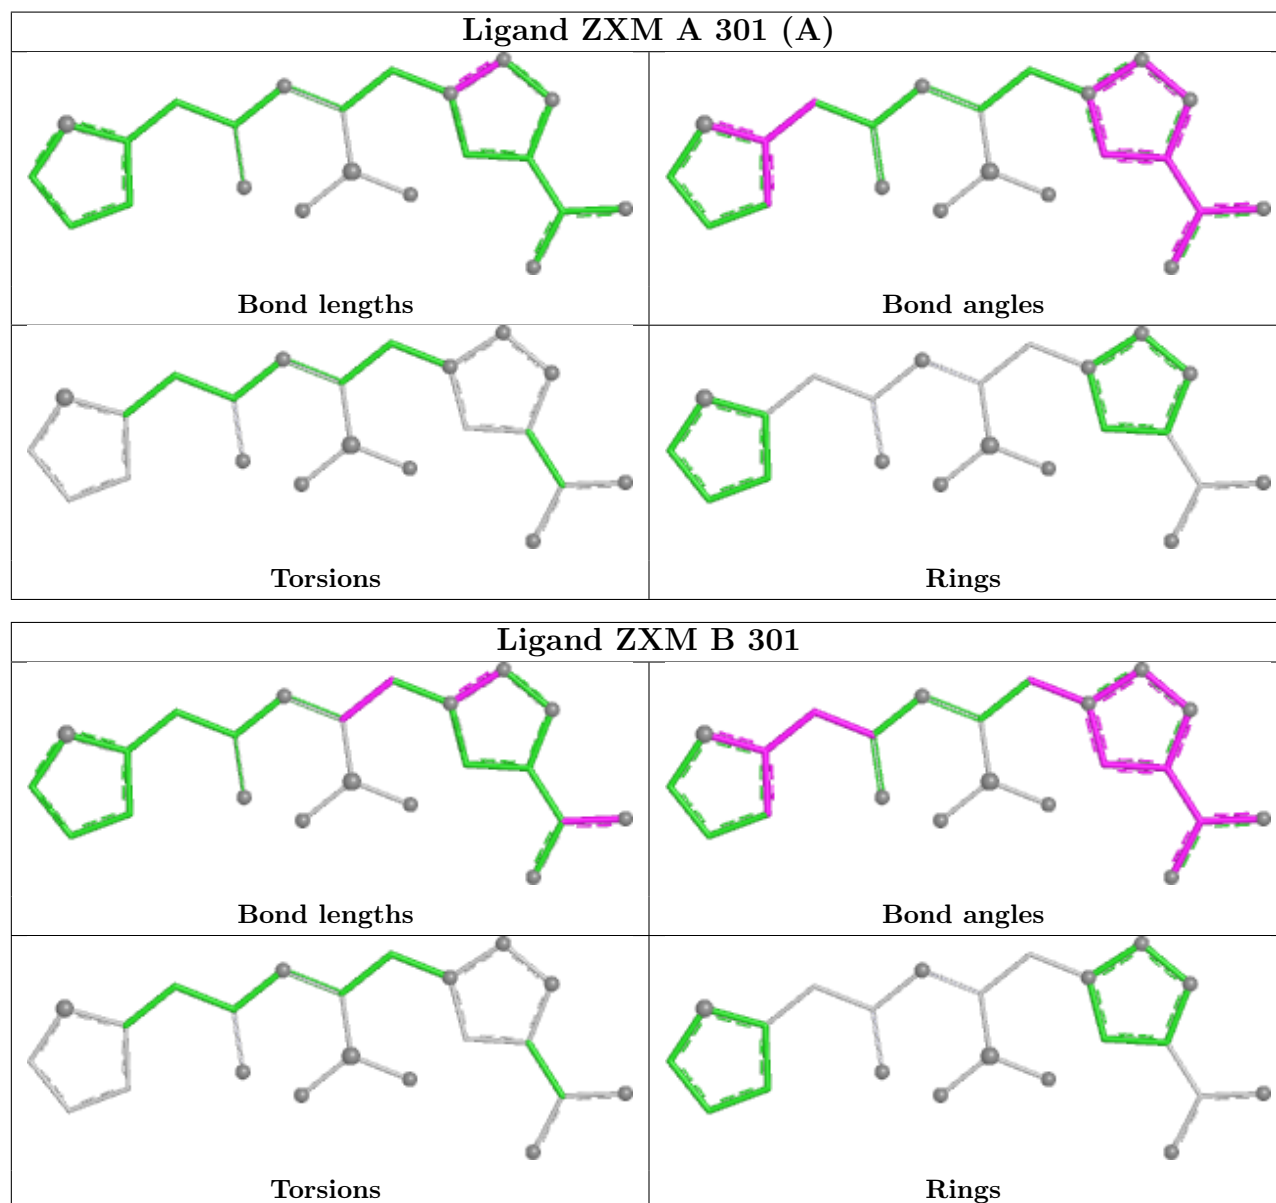 Ligand ZXM A 301 (A)
Bond lengths
Bond angles
Torsions
Rings
Ligand ZXM B 301
Bond lengths
Bond angles
Torsions
Rings